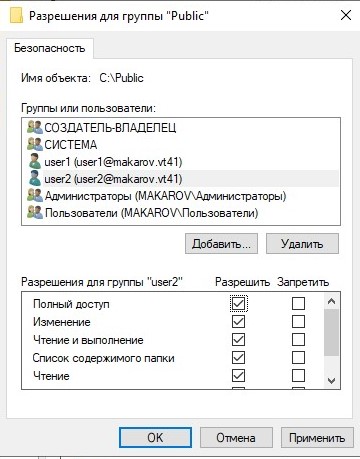 Разрешения для группы "Public"
Безопасность
Имя объекта: C:\Public
Группы или пользователи:
СОЗДАТЕЛЬ-ВЛАДЕЛЕЦ
СИСТЕМА
user1 (user1@makarov.vt41)
user2 (user2@makarov.vt41)
Администраторы (MAKAROV\Администраторы)
Пользователи (MAKAROV\Пользователи)
Добавить... Удалить
Разрешения для группы "user2" Разрешить Запретить
Полный доступ
Изменение
Чтение и выполнение
Список содержимого папки
Чтение
OK Отмена Применить